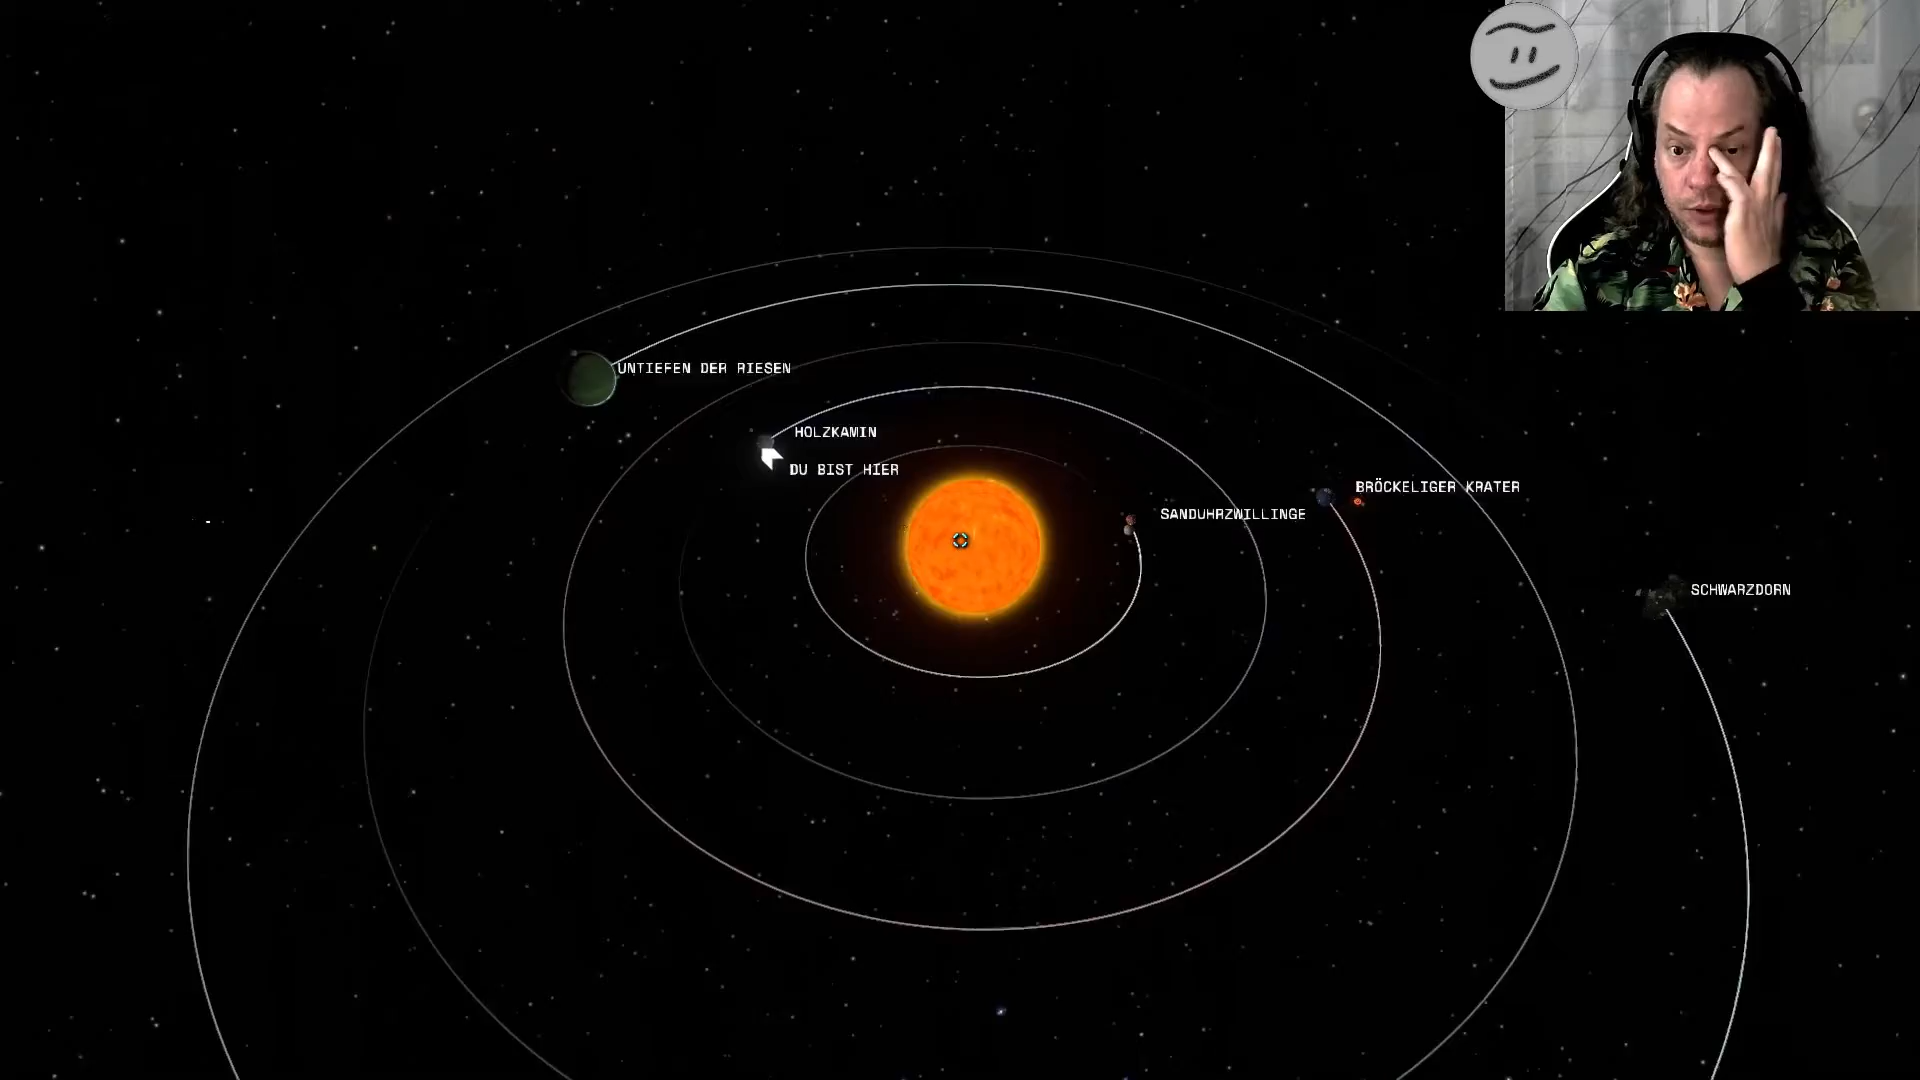 UNTIEFEN DER RIESEN
HOLZKAMIN
DU BIST HIER
BRÖCKELIGER KRATER
SANDUHRZWILLINGE
SCHWARZDORN